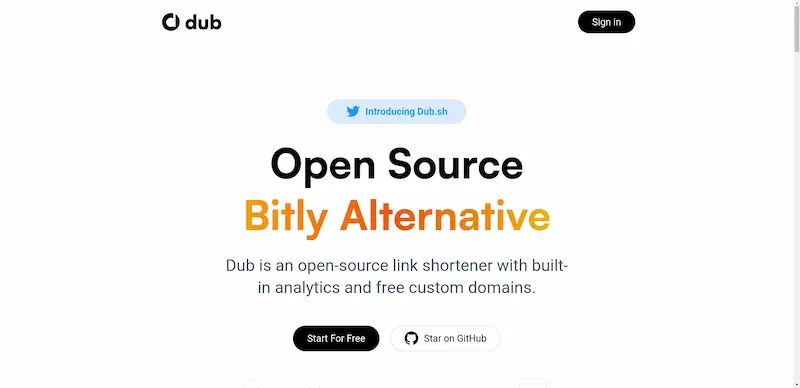 dub
Sign in
Introducing Dub.sh
Open Source
Bitly Alternative
Dub is an open-source link shortener with built-
in analytics and free custom domains.
Start For Free
Star on GitHub